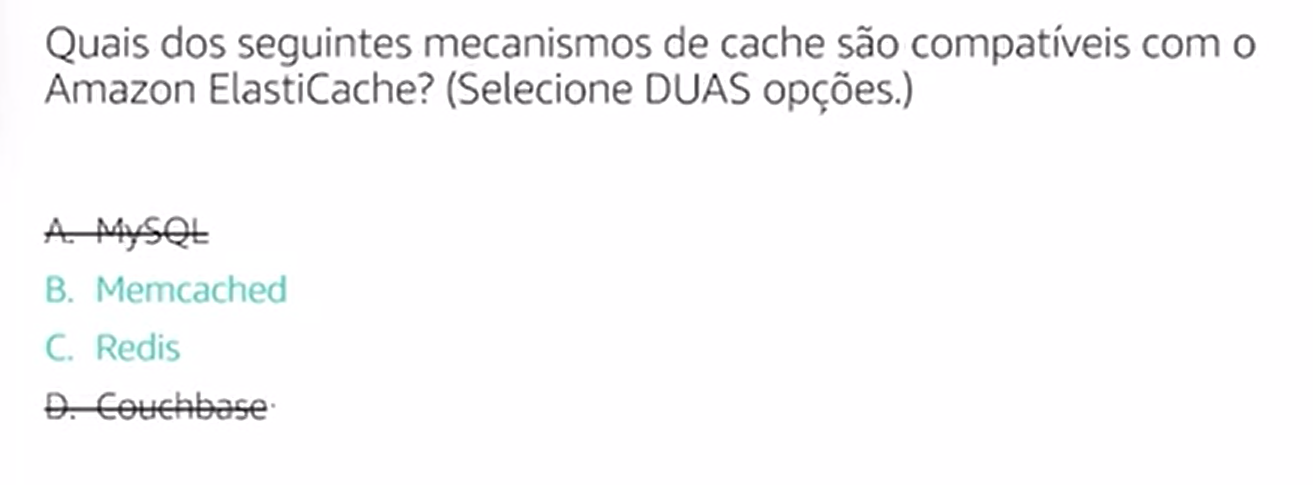 Quais dos seguintes mecanismos de cache são compatíveis com o
Amazon ElastiCache? (Selecione DUAS opções.)
A. MySQL
B. Memcached
C. Redis
D. Couchbase